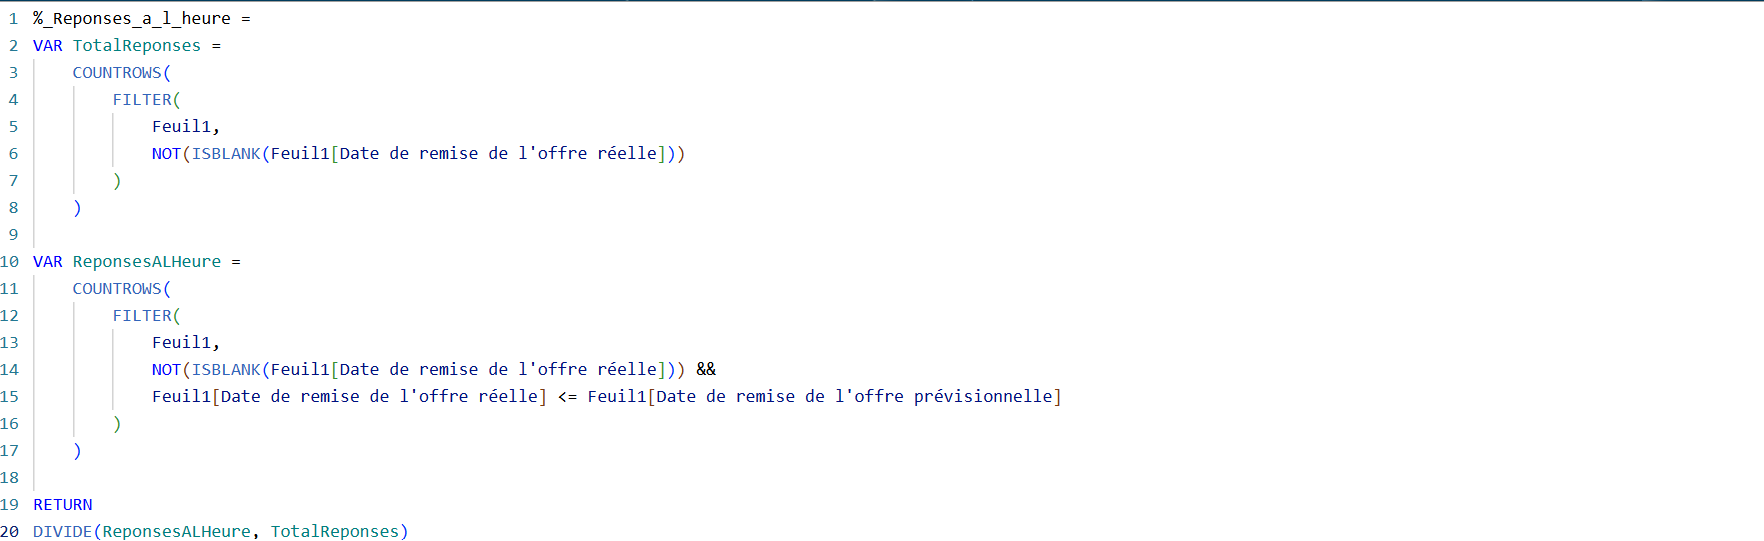 1 %_Reponses_a_l_heure =
2 VAR TotalReponses =
3 COUNTROWS(
4 FILTER(
5 Feuil1,
6 NOT(ISBLANK(Feuil1[Date de remise de l'offre réelle]))
7 )
8 )
9
10 VAR ReponsesALHeure =
11 COUNTROWS(
12 FILTER(
13 Feuil1,
14 NOT(ISBLANK(Feuil1[Date de remise de l'offre réelle])) &&
15 Feuil1[Date de remise de l'offre réelle] <= Feuil1[Date de remise de l'offre prévisionnelle]
16 )
17 )
18
19 RETURN
20 DIVIDE(ReponsesALHeure, TotalReponses)